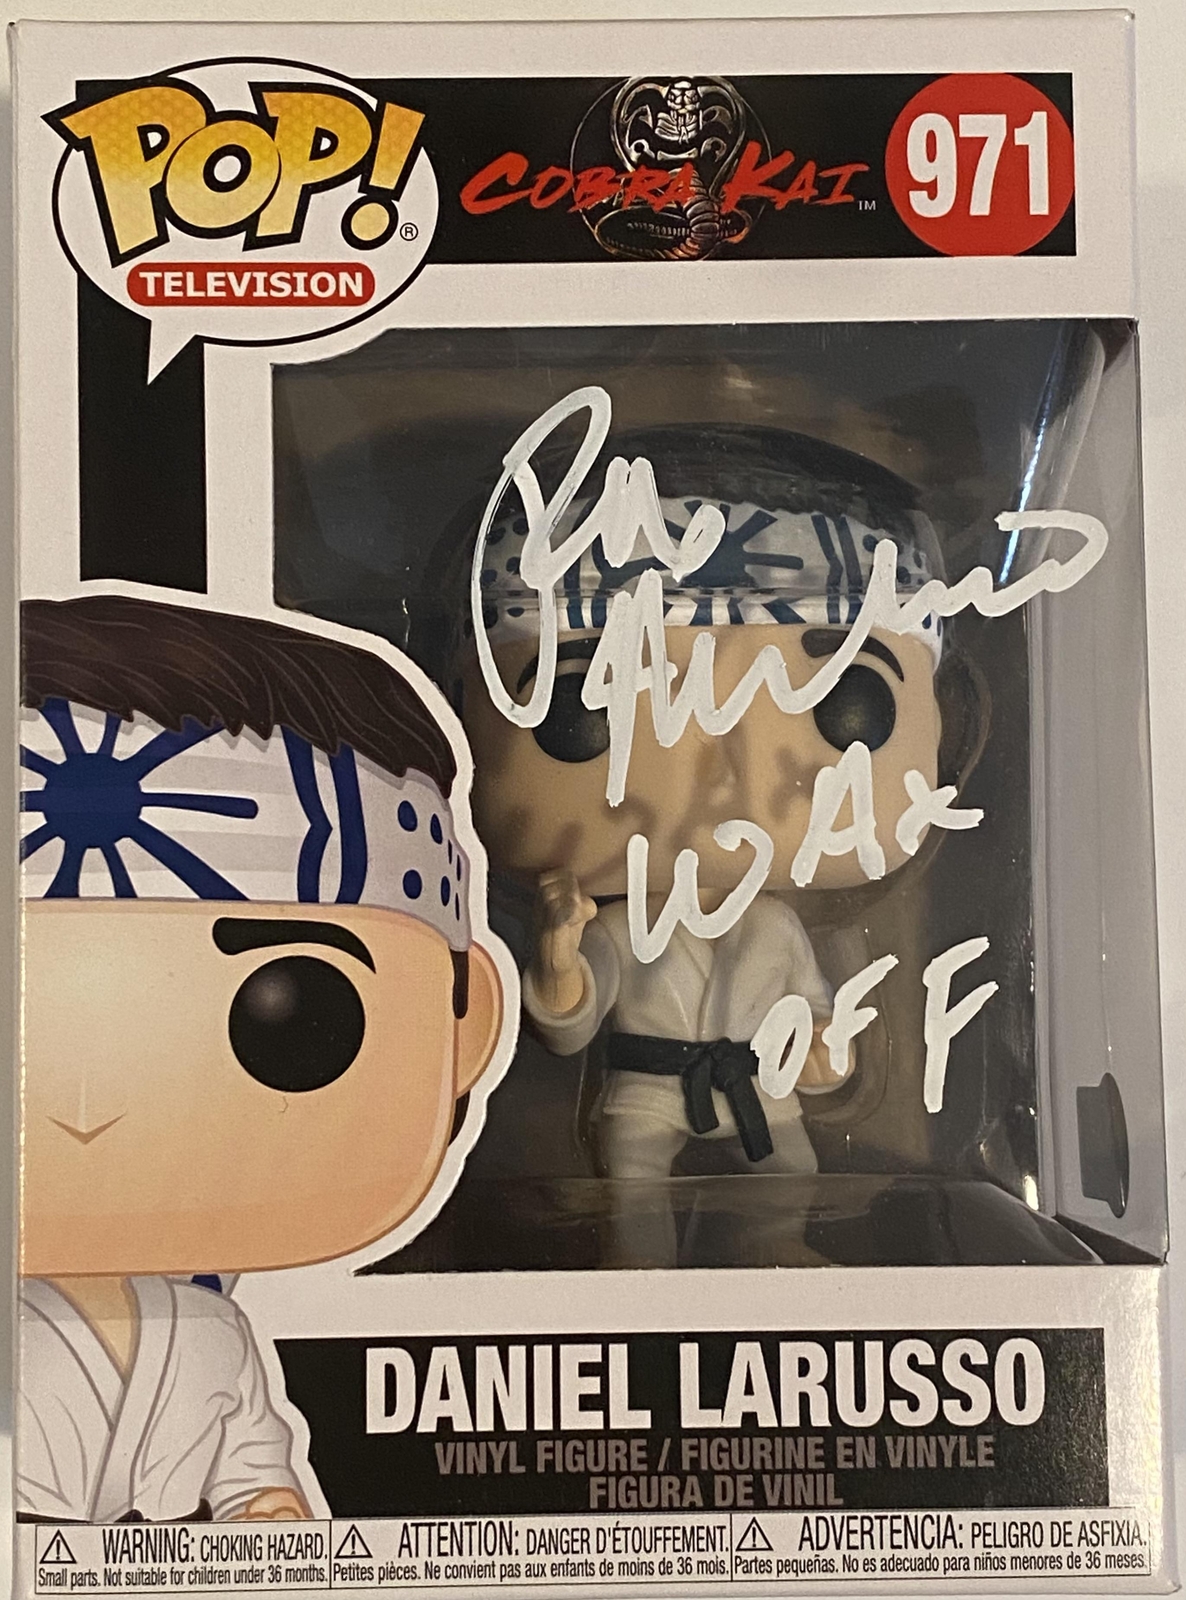 POP!®
TELEVISION
COBRA KAI™
971
WAX
OFF
DANIEL LARUSSO
VINYL FIGURE / FIGURINE EN VINYLE
FIGURA DE VINIL
WARNING: CHOKING HAZARD.
Small parts. Not suitable for children under 36 months.
ATTENTION: DANGER D'ÉTOUFFEMENT.
Petites pièces. Ne convient pas aux enfants de moins de 36 mois.
ADVERTENCIA: PELIGRO DE ASFIXIA.
Partes pequeñas. No es adecuado para niños menores de 36 meses.